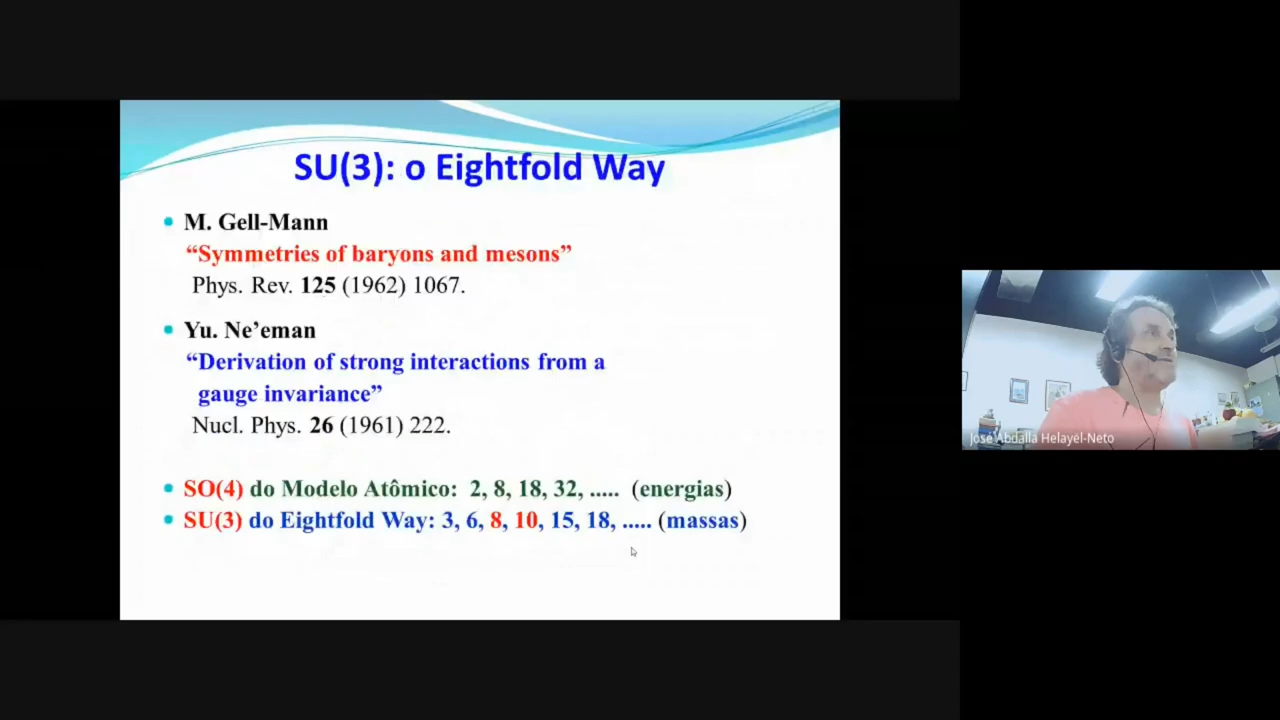 SU(3): o Eightfold Way
M. Gell-Mann
“Symmetries of baryons and mesons”
Phys. Rev. 125 (1962) 1067.
Yu. Ne’eman
“Derivation of strong interactions from a
gauge invariance”
Nucl. Phys. 26 (1961) 222.
SO(4) do Modelo Atômico: 2, 8, 18, 32, ..... (energias)
SU(3) do Eightfold Way: 3, 6, 8, 10, 15, 18, ..... (massas)
José Abdalla Helayël-Neto